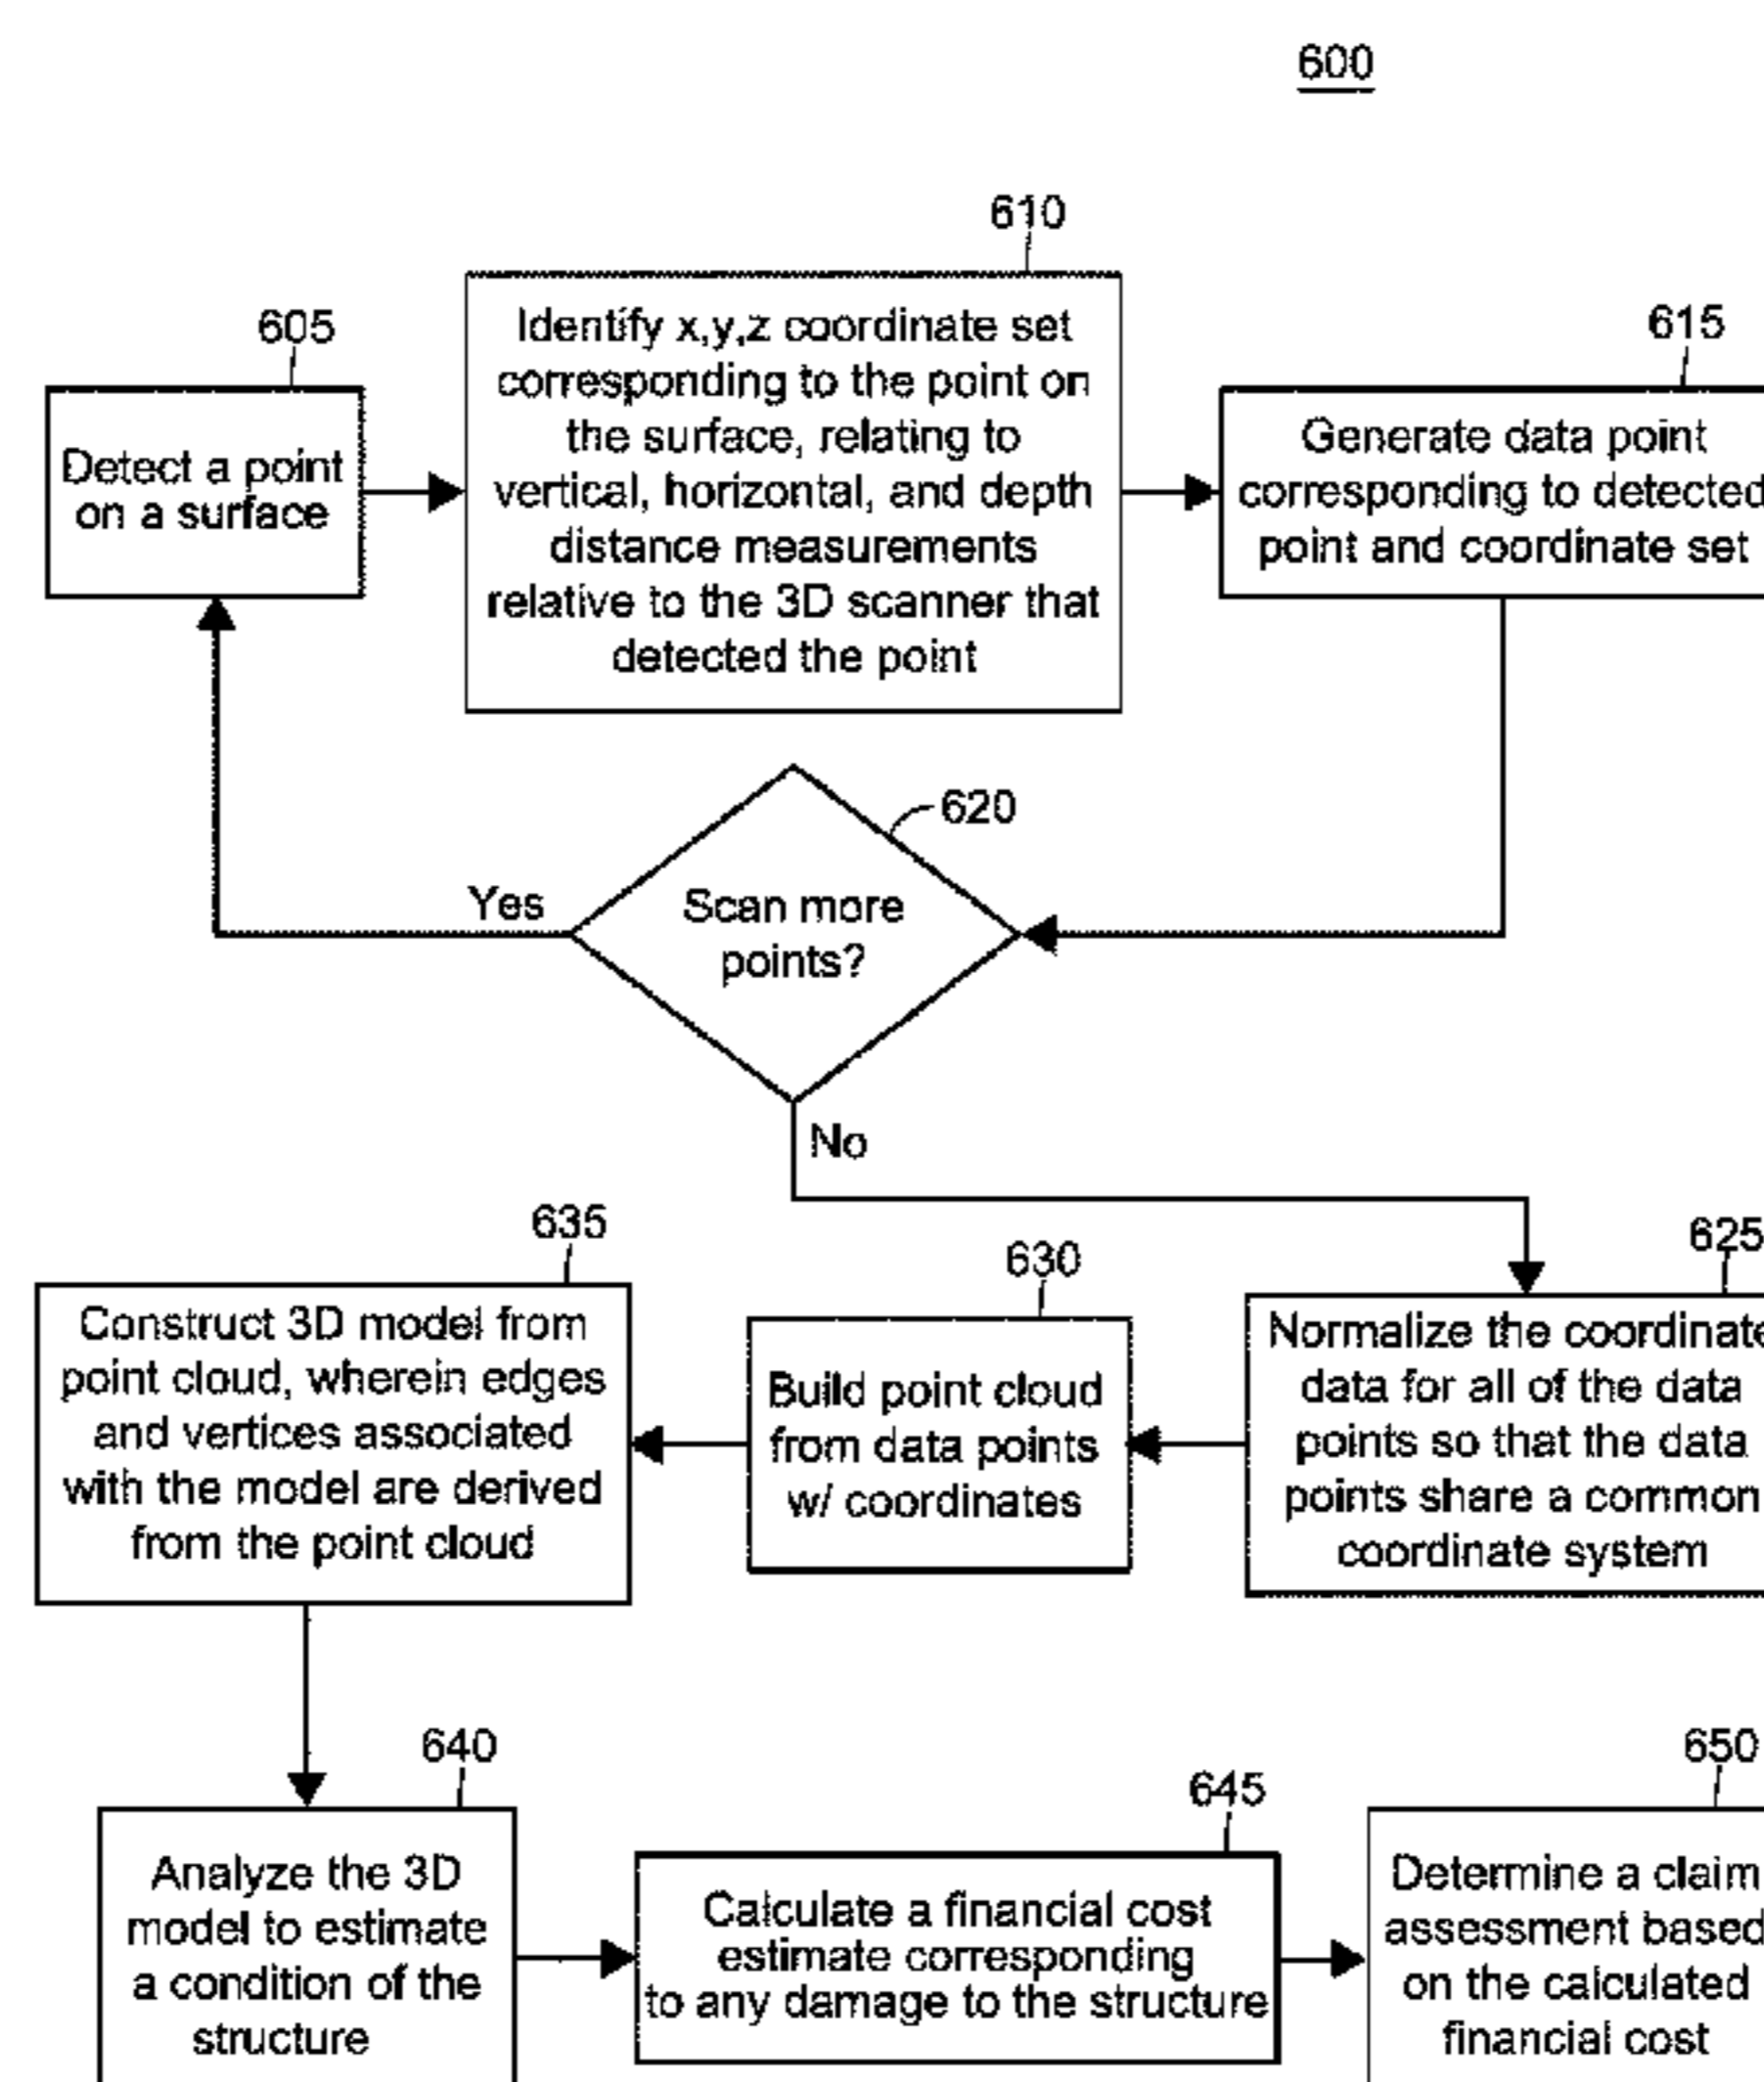 600
610
605
615
Detect a point
on a surface
Identify x,y,z coordinate set
corresponding to the point on
the surface, relating to
vertical, horizontal, and depth
distance measurements
relative to the 3D scanner that
detected the point
Generate data point
corresponding to detected
point and coordinate set
620
Yes
Scan more
points?
No
635
630
625
Construct 3D model from
point cloud, wherein edges
and vertices associated
with the model are derived
from the point cloud
Build point cloud
from data points
w/ coordinates
Normalize the coordinate
data for all of the data
points so that the data
points share a common
coordinate system
640
645
650
Analyze the 3D
model to estimate
a condition of the
structure
Calculate a financial cost
estimate corresponding
to any damage to the structure
Determine a claim
assessment based
on the calculated
financial cost